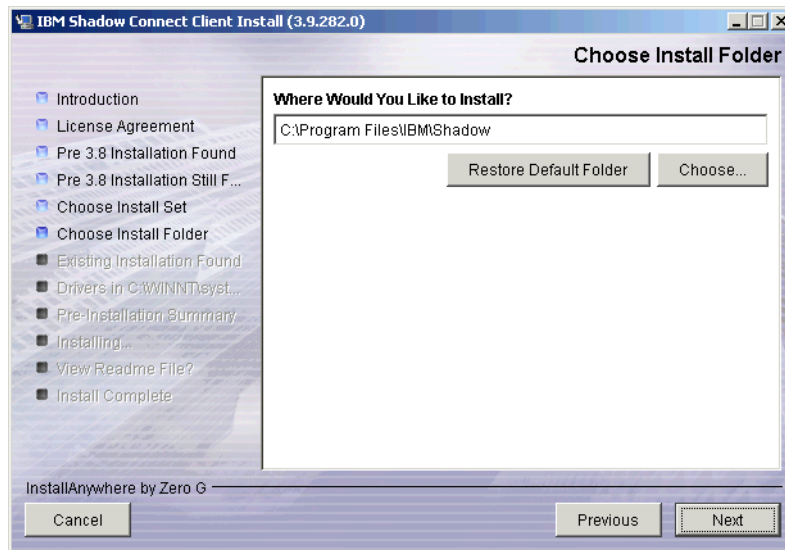 IBM Shadow Connect Client Install (3.9.282.0)
Choose Install Folder
Introduction
License Agreement
Pre 3.8 Installation Found
Pre 3.8 Installation Still F...
Choose Install Set
Choose Install Folder
Existing Installation Found
Drivers in C:\WINNT\syst...
Pre-Installation Summary
Installing...
View Readme File?
Install Complete
Where Would You Like to Install?
C:\Program Files\IBM\Shadow
Restore Default Folder
Choose...
InstallAnywhere by Zero G
Cancel
Previous
Next